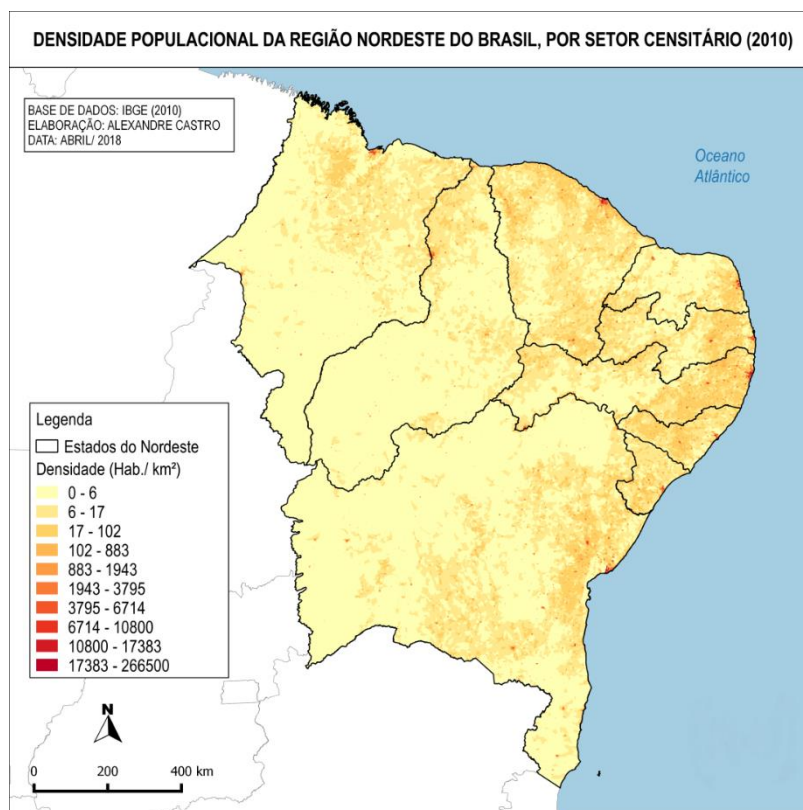 DENSIDADE POPULACIONAL DA REGIÃO NORDESTE DO BRASIL, POR SETOR CENSITÁRIO (2010)
BASE DE DADOS: IBGE (2010)
ELABORAÇÃO: ALEXANDRE CASTRO
DATA: ABRIL/ 2018
Oceano
Atlântico
Legenda
Estados do Nordeste
Densidade (Hab./ km²)
0 - 6
6 - 17
17 - 102
102 - 883
883 - 1943
1943 - 3795
3795 - 6714
6714 - 10800
10800 - 17383
17383 - 266500
N
0 200 400 km